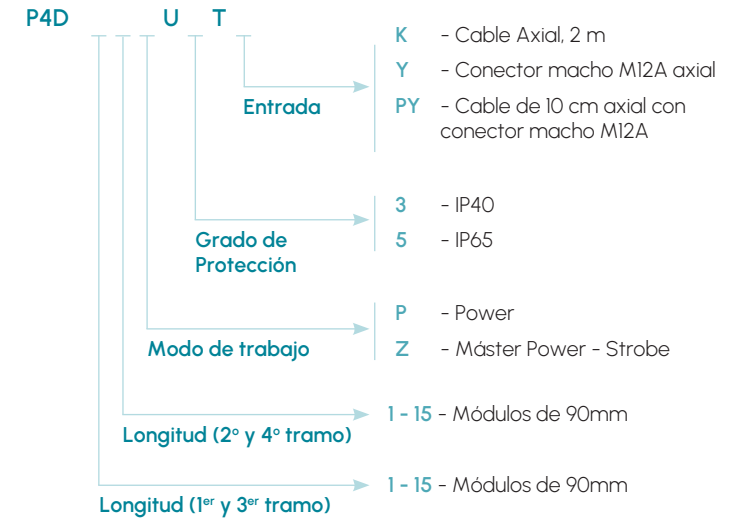 P4D U T
K - Cable Axial, 2 m
Y - Conector macho M12A axial
Entrada
PY - Cable de 10 cm axial con
conector macho M12A
3 - IP40
5 - IP65
Grado de
Protección
P - Power
Z - Máster Power - Strobe
Modo de trabajo
1 - 15 - Módulos de 90mm
Longitud (2º y 4º tramo)
1 - 15 - Módulos de 90mm
Longitud (1er y 3er tramo)